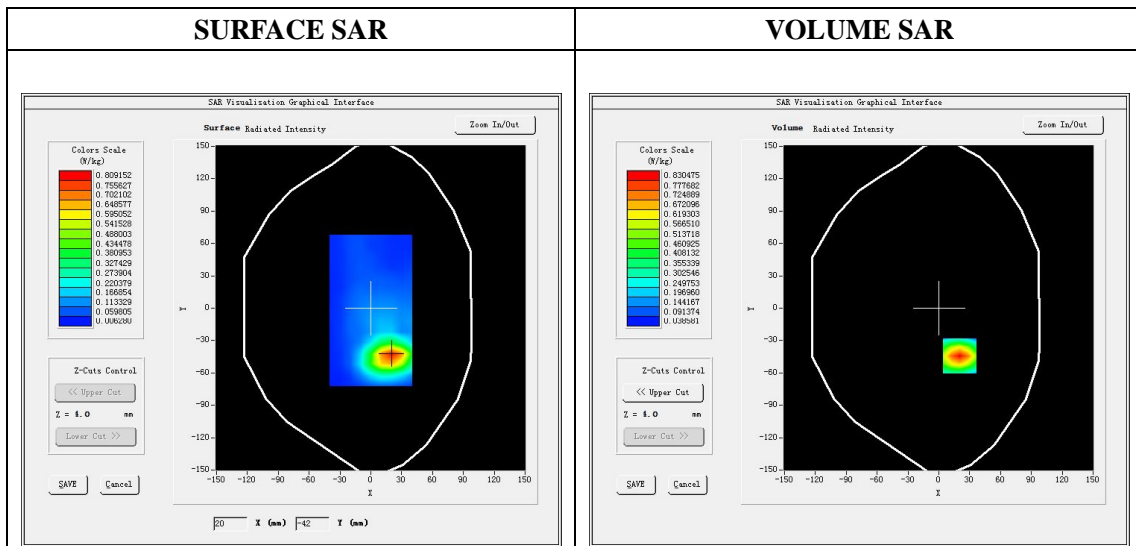 SURFACE SAR
VOLUME SAR
SAR Visualisation Graphical Interface
Surface Radiated Intensity
Zoom In/Out
Colors Scale
(W/kg)
0.809152
0.755627
0.702102
0.648577
0.595052
0.541528
0.488003
0.434478
0.380953
0.327429
0.273904
0.220379
0.166854
0.113329
0.059805
0.006280
150
120
90
60
30
0
-30
-60
-90
-120
-150
Y
-150 -120 -90 -60 -30 0 30 60 90 120 150
X
Z-Cuts Control
<< Upper Cut
Z = 4.0 mm
Lower Cut >>
SAVE Cancel
20 X (mm) -42 Y (mm)
SAR Visualisation Graphical Interface
Volume Radiated Intensity
Zoom In/Out
Colors Scale
(W/kg)
0.830475
0.777682
0.724889
0.672096
0.619303
0.566510
0.513718
0.460925
0.408132
0.355339
0.302546
0.249753
0.196960
0.144167
0.091374
0.038581
150
120
90
60
30
0
-30
-60
-90
-120
-150
Y
-150 -120 -90 -60 -30 0 30 60 90 120 150
X
Z-Cuts Control
<< Upper Cut
Z = 4.0 mm
Lower Cut >>
SAVE Cancel